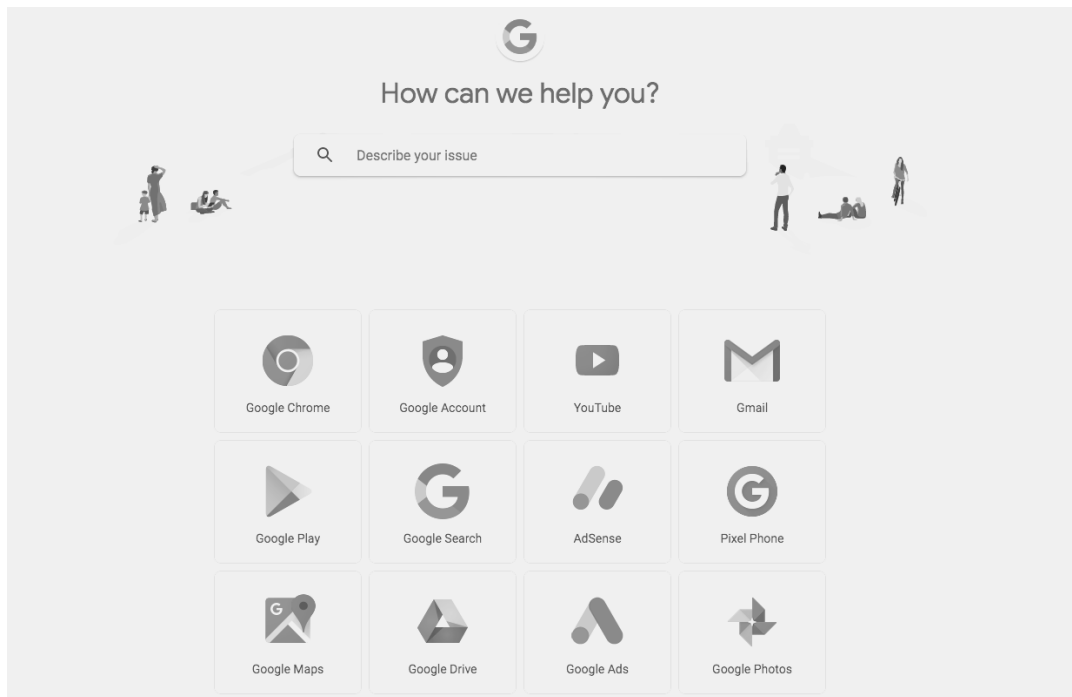 How can we help you?
Describe your issue
Google Chrome
Google Account
YouTube
Gmail
Google Play
Google Search
AdSense
Pixel Phone
Google Maps
Google Drive
Google Ads
Google Photos